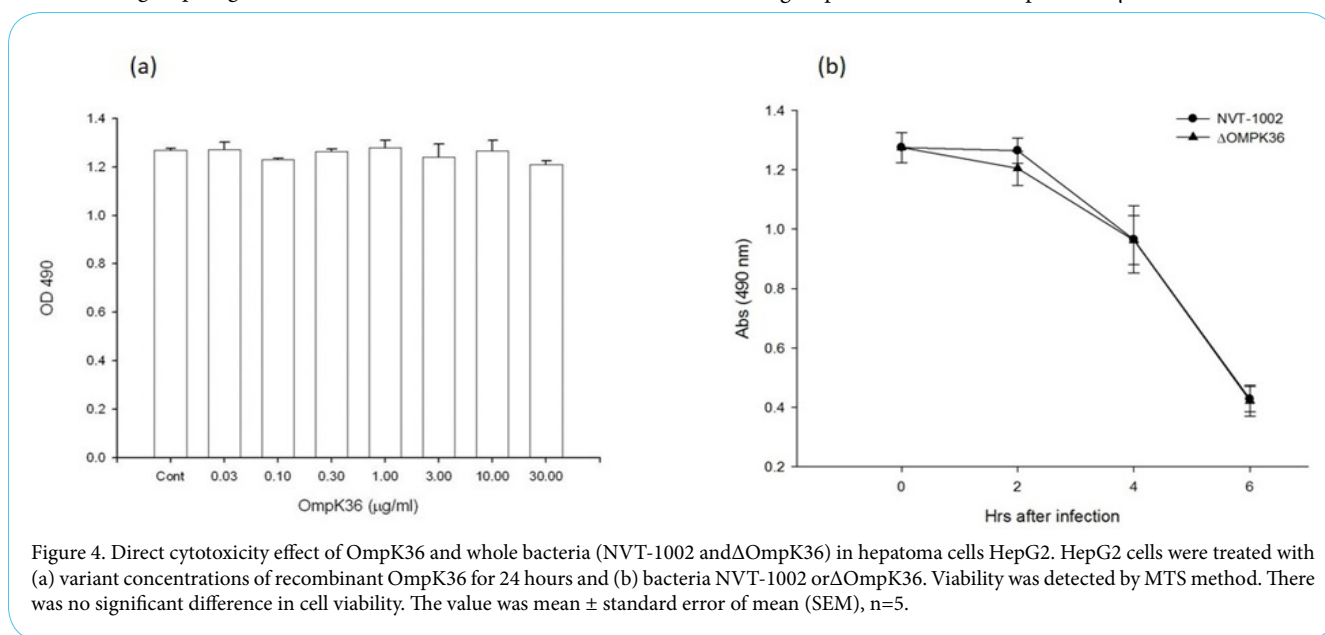 (a)
1.4
1.2
1.0
0.8
0.6
0.4
0.2
0.0
OD 490
Cont 0.03 0.10 0.30 1.00 3.00 10.00 30.00
OmpK36 (μg/ml)
(b)
1.4
1.2
1.0
0.8
0.6
0.4
0.2
Abs (490 nm)
NVT-1002
ΔOMPK36
0 2 4 6
Hrs after infection
Figure 4. Direct cytotoxicity effect of OmpK36 and whole bacteria (NVT-1002 andΔOmpK36) in hepatoma cells HepG2. HepG2 cells were treated with
(a) variant concentrations of recombinant OmpK36 for 24 hours and (b) bacteria NVT-1002 orΔOmpK36. Viability was detected by MTS method. There
was no significant difference in cell viability. The value was mean ± standard error of mean (SEM), n=5.